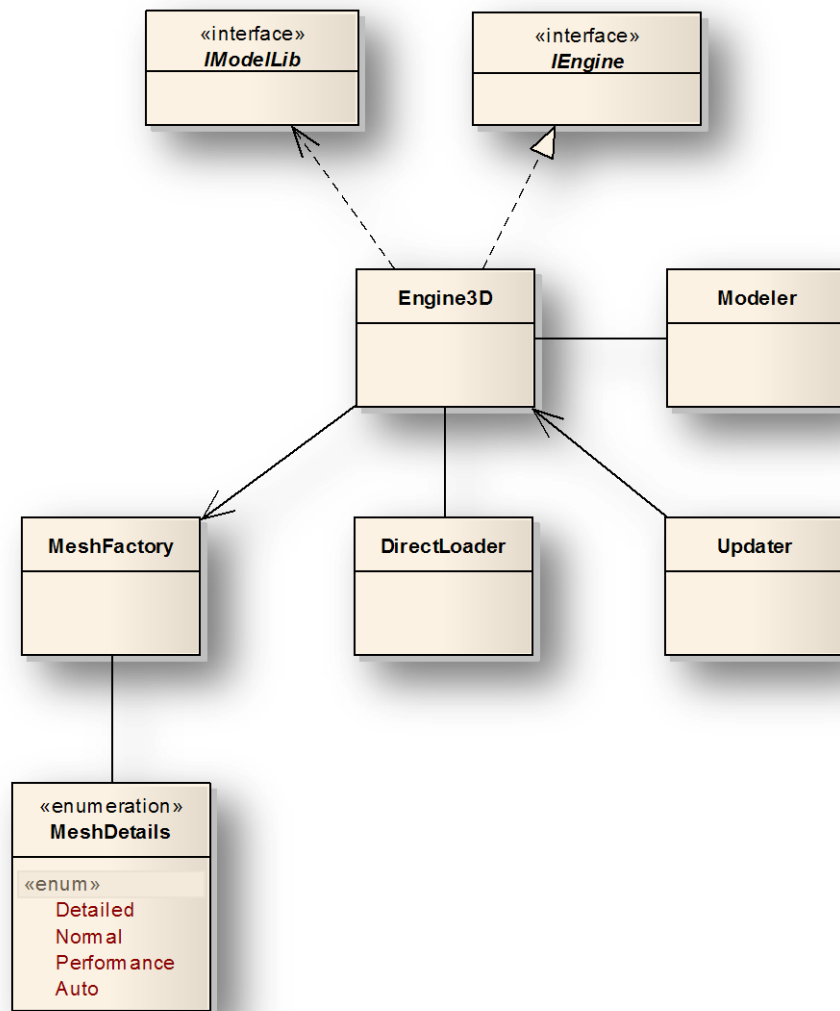 «interface»
IModelLib
«interface»
IEngine
Engine3D
Modeler
MeshFactory
DirectLoader
Updater
«enumeration»
MeshDetails
«enum»
Detailed
Normal
Performance
Auto